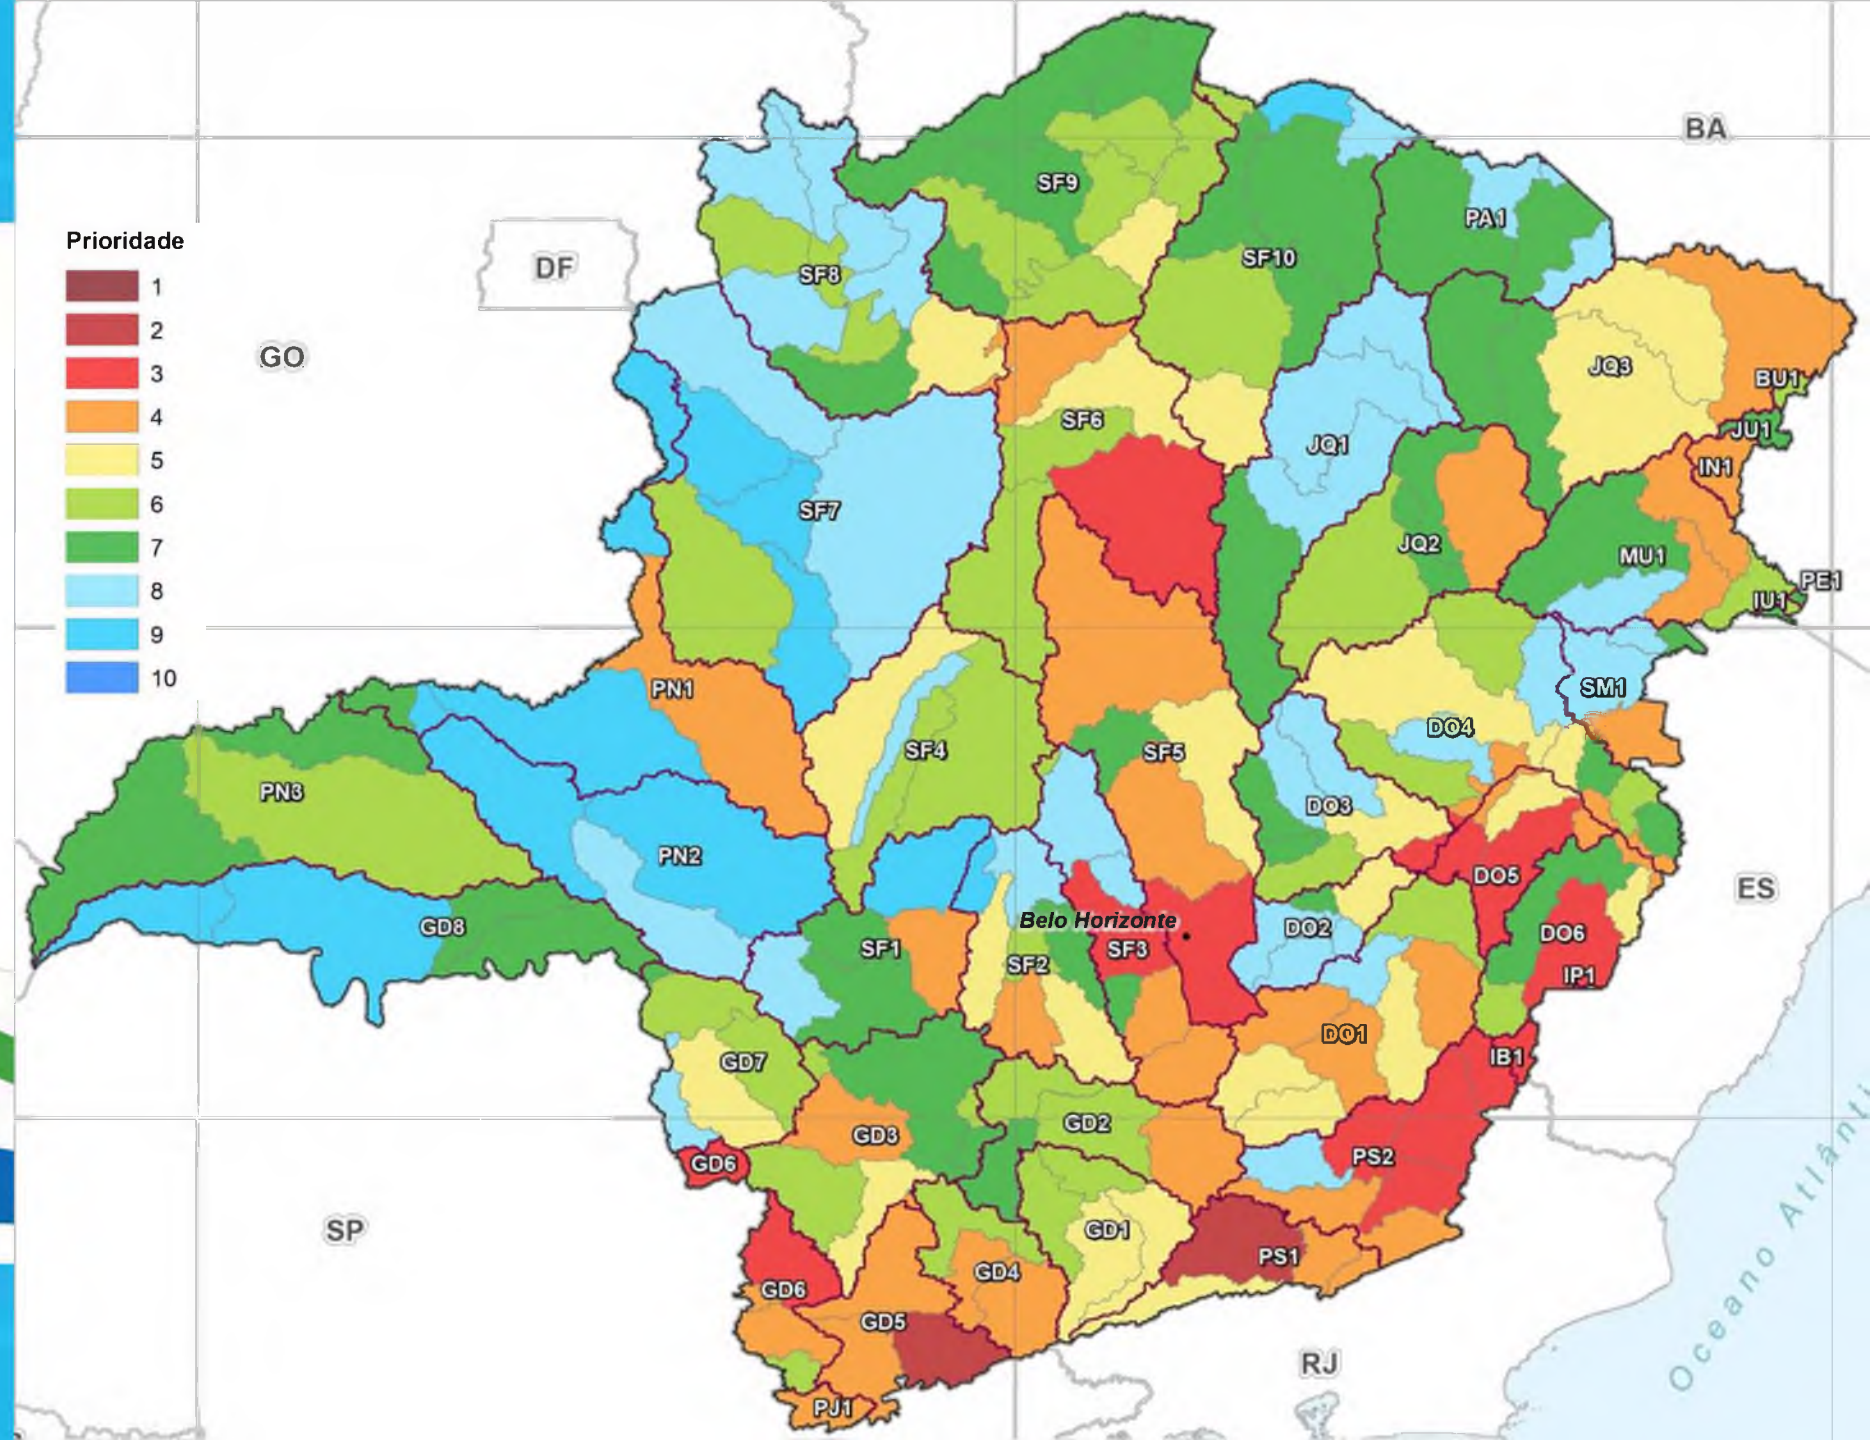 BA
SF9
PA1
SF10
DF
SF8
Prioridade
1
2
3
4
5
6
7
8
9
10
GO
JQ3
BU1
SF6
JU1
JQ1
IN1
SF7
JQ2
MU1
PE1
IU1
PN1
SM1
DO4
SF4
SF5
PN3
DO3
PN2
DO5
ES
Belo Horizonte
GD8
SF1
SF2
SF3
DO2
DO6
IP1
DO1
GD7
IB1
GD2
GD3
GD6
PS2
SP
GD1
PS1
GD4
GD6
GD5
RJ
PJ1
Oceano Atlânti